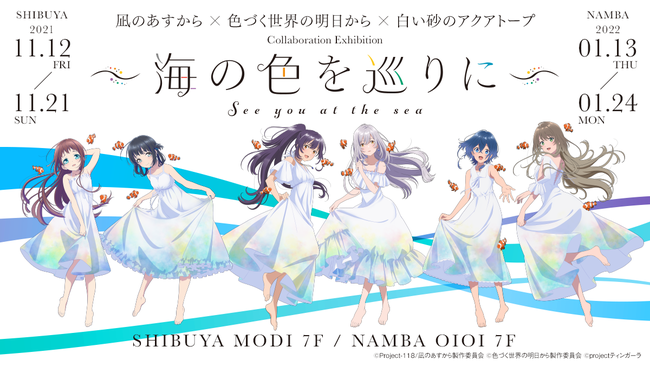 SHIBUYA
2021
11.12
FRI
11.21
SUN
凪のあすから × 色づく世界の明日から × 白い砂のアクアトープ
Collaboration Exhibition
海の色を巡りに
See you at the sea
NAMBA
2022
01.13
THU
01.24
MON
SHIBUYA MODI 7F / NAMBA OIOI 7F
©Project-118/凪のあすから製作委員会 ©色づく世界の明日から製作委員会 ©projectティンガーラ